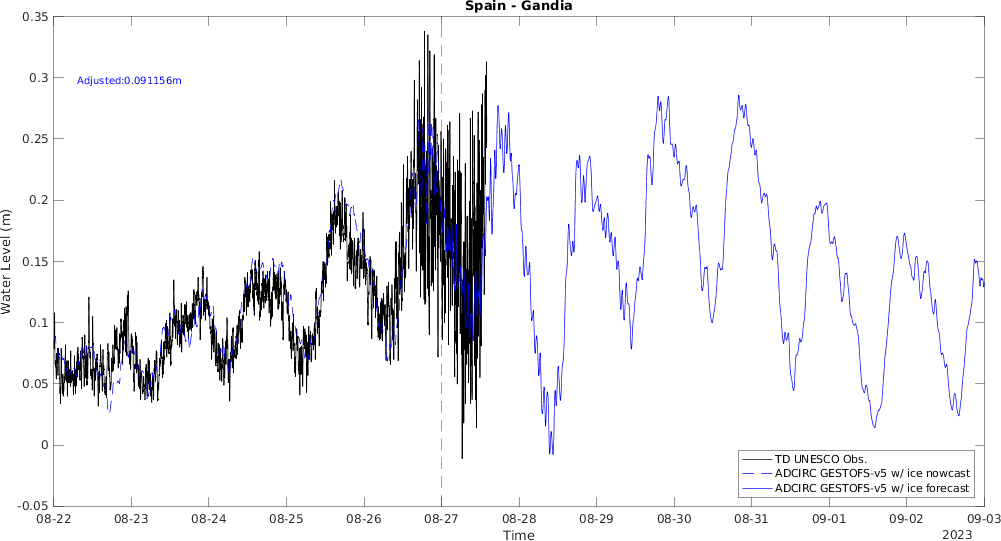 Spain - Gandia
0.35
0.3
0.25
0.2
0.15
0.1
0.05
0
-0.05
Water Level (m)
Adjusted:0.091156m
TD UNESCO Obs.
ADCIRC GESTOFS-v5 w/ ice nowcast
ADCIRC GESTOFS-v5 w/ ice forecast
08-22 08-23 08-24 08-25 08-26 08-27 08-28 08-29 08-30 08-31 09-01 09-02 09-03
Time
2023